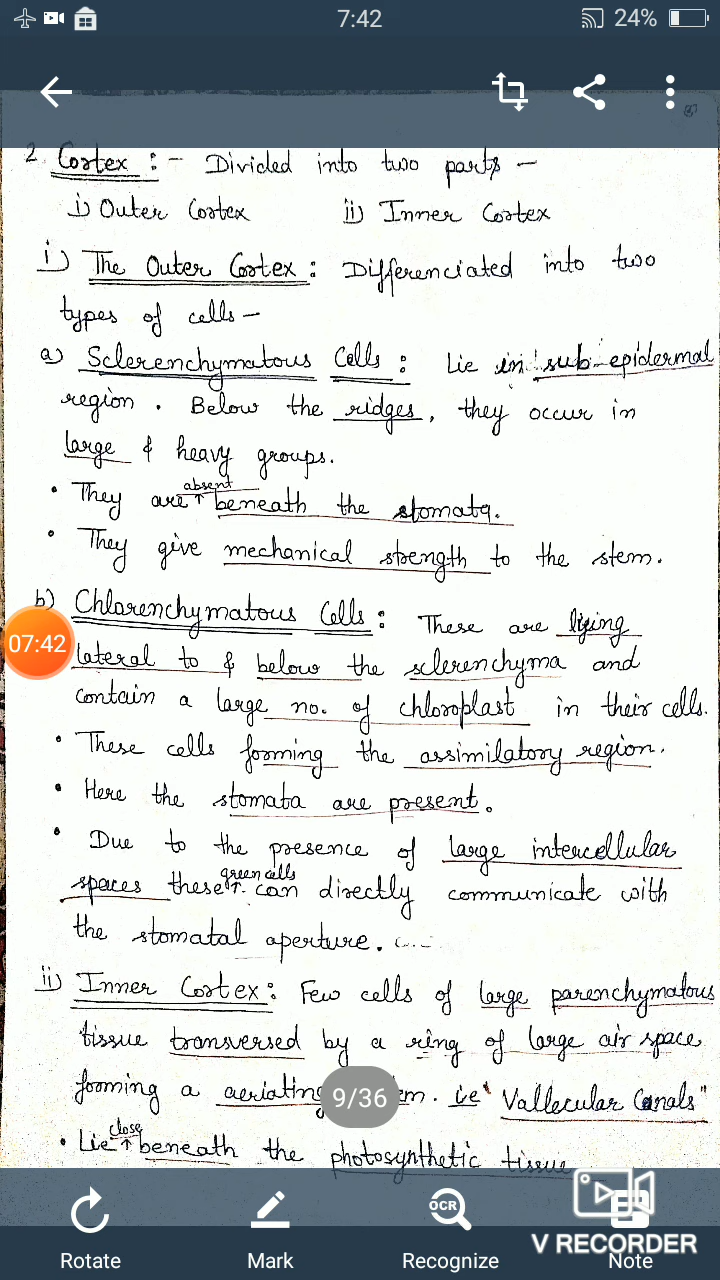 7:42
24%
2. Cortex :- Divided into two parts -
i) Outer Cortex ii) Inner Cortex
i) The Outer Cortex : Differenciated into two
types of cells -
a) Sclerenchymatous Cells : Lie in sub epidermal
region. Below the ridges, they occur in
large & heavy groups.
absent
• They are ↑ beneath the stomata.
• They give mechanical strength to the stem.
b) Chlorenchymatous Cells : These are lying
07:42
lateral to & below the sclerenchyma and
contain a large no. of chloroplast in their cells.
• These cells forming the assimilatory region.
• Here the stomata are present.
• Due to the presence of large intercellular
green cells
spaces these ↑ can directly communicate with
the stomatal aperture.
ii) Inner Cortex : Few cells of large parenchymatous
tissue transversed by a ring of large air space
forming a aeriating em. ie "Vallecular Canals"
9/36
close
• Lie ↑ beneath the photosynthetic tissue
OCR
Rotate Mark Recognize Note
V RECORDER